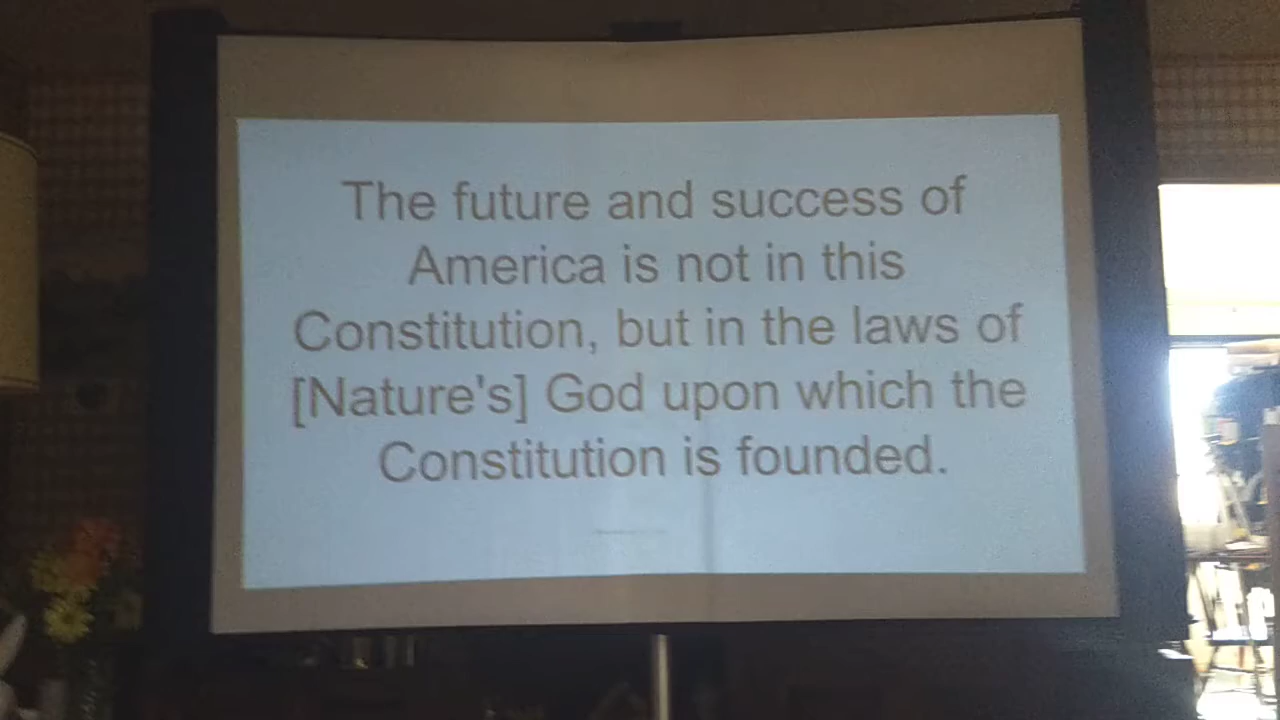 The future and success of
America is not in this
Constitution, but in the laws of
[Nature's] God upon which the
Constitution is founded.